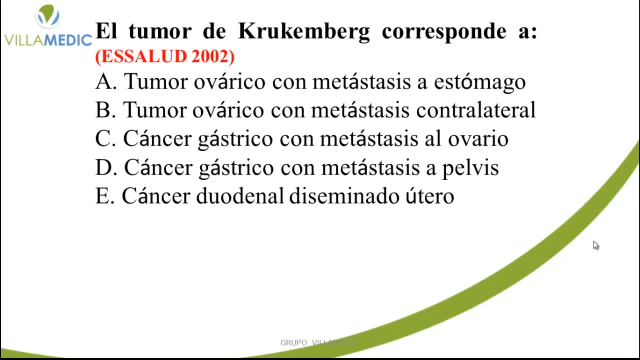 VILLAMEDIC
El tumor de Krukemberg corresponde a:
(ESSALUD 2002)
A. Tumor ovárico con metástasis a estómago
B. Tumor ovárico con metástasis contralateral
C. Cáncer gástrico con metástasis al ovario
D. Cáncer gástrico con metástasis a pelvis
E. Cáncer duodenal diseminado útero
GRUPO